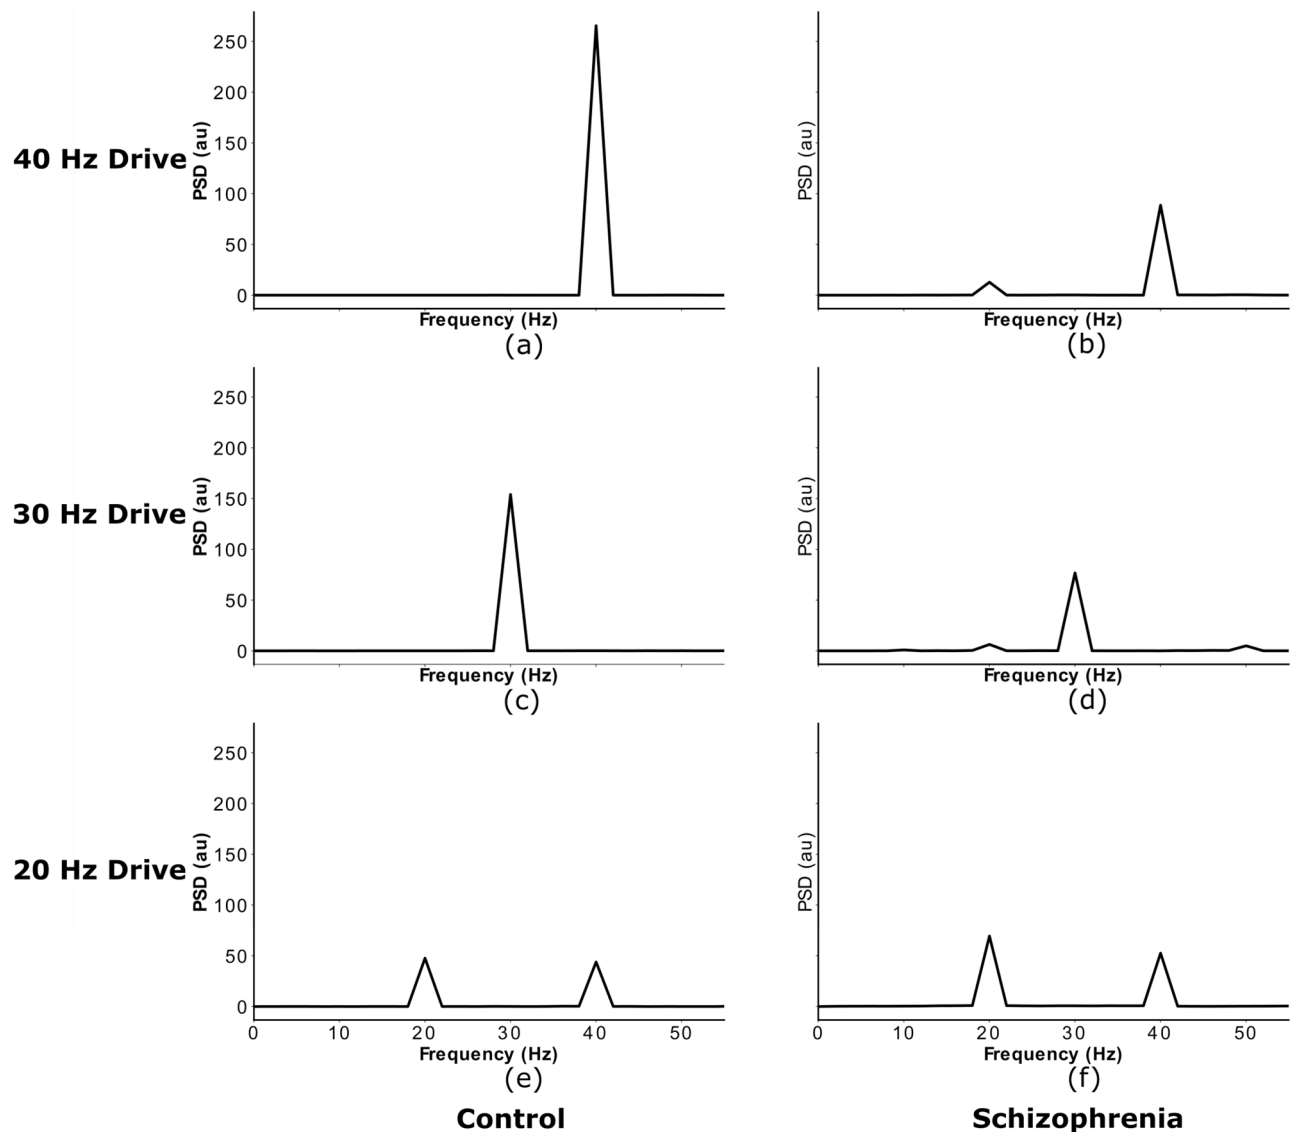 40 Hz Drive
PSD (au)
250
200
150
100
50
0
Frequency (Hz)
(a)
PSD (au)
Frequency (Hz)
(b)
30 Hz Drive
PSD (au)
250
200
150
100
50
0
Frequency (Hz)
(c)
PSD (au)
Frequency (Hz)
(d)
20 Hz Drive
PSD (au)
250
200
150
100
50
0
0 10 20 30 40 50
Frequency (Hz)
(e)
PSD (au)
0 10 20 30 40 50
Frequency (Hz)
(f)
Control
Schizophrenia